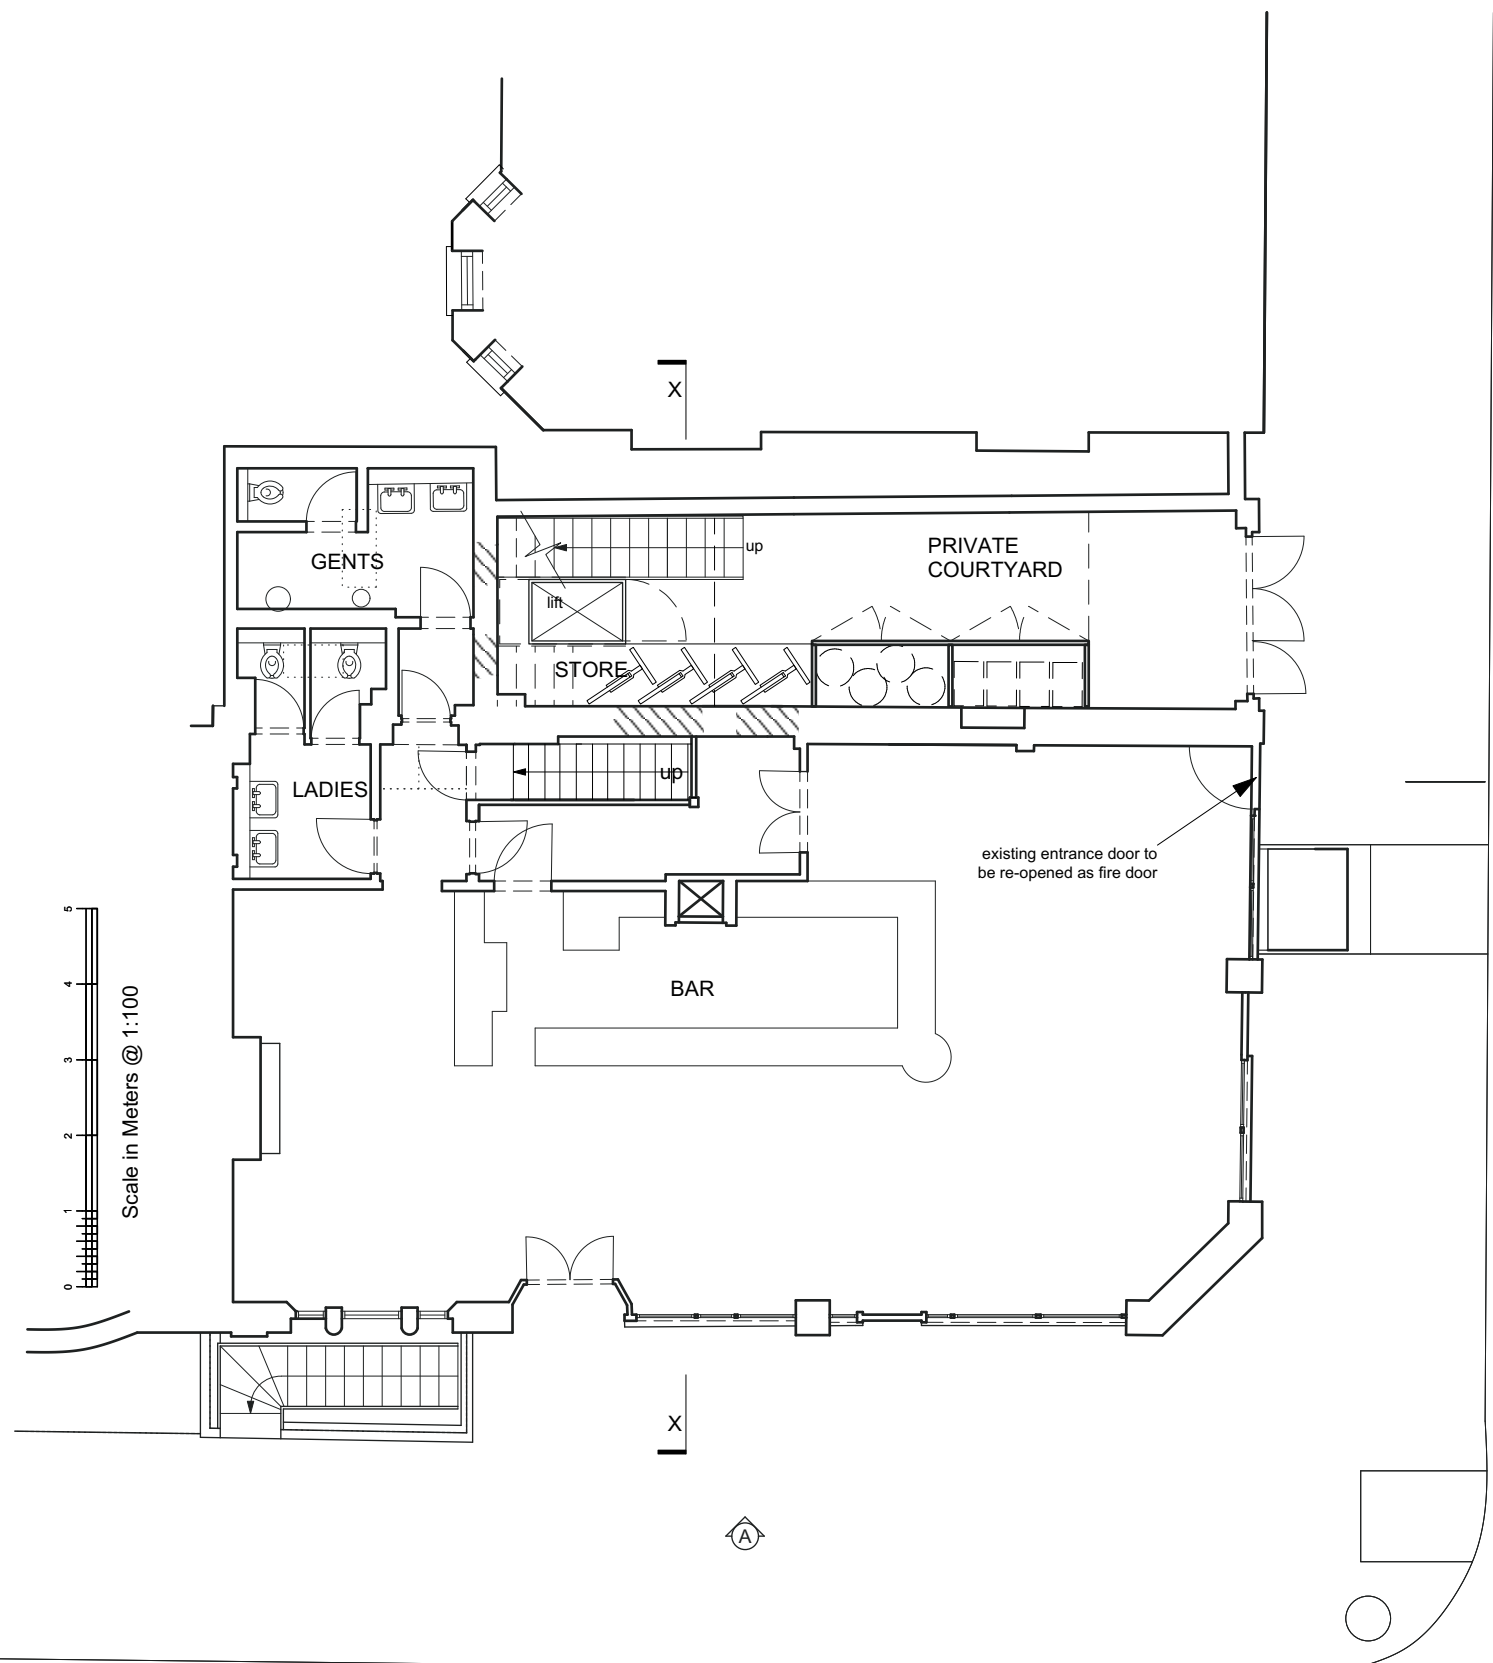 X
GENTS
up
PRIVATE
COURTYARD
lift
STORE
up
LADIES
existing entrance door to
be re-opened as fire door
BAR
5
4
3
2
1
0
Scale in Meters @ 1:100
X
A